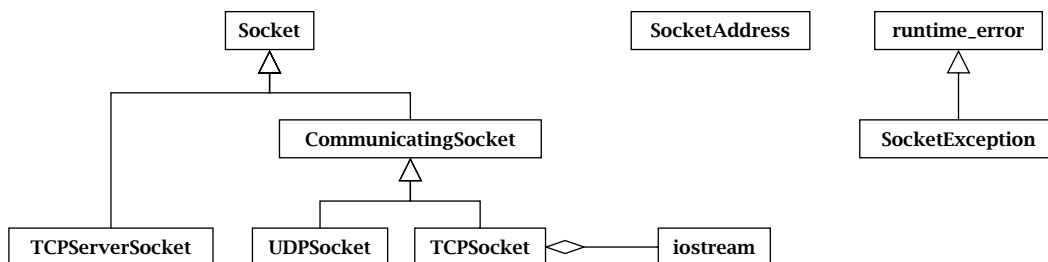 Socket
SocketAddress
runtime_error
CommunicatingSocket
SocketException
TCPServerSocket
UDPSocket
TCPSocket
iostream